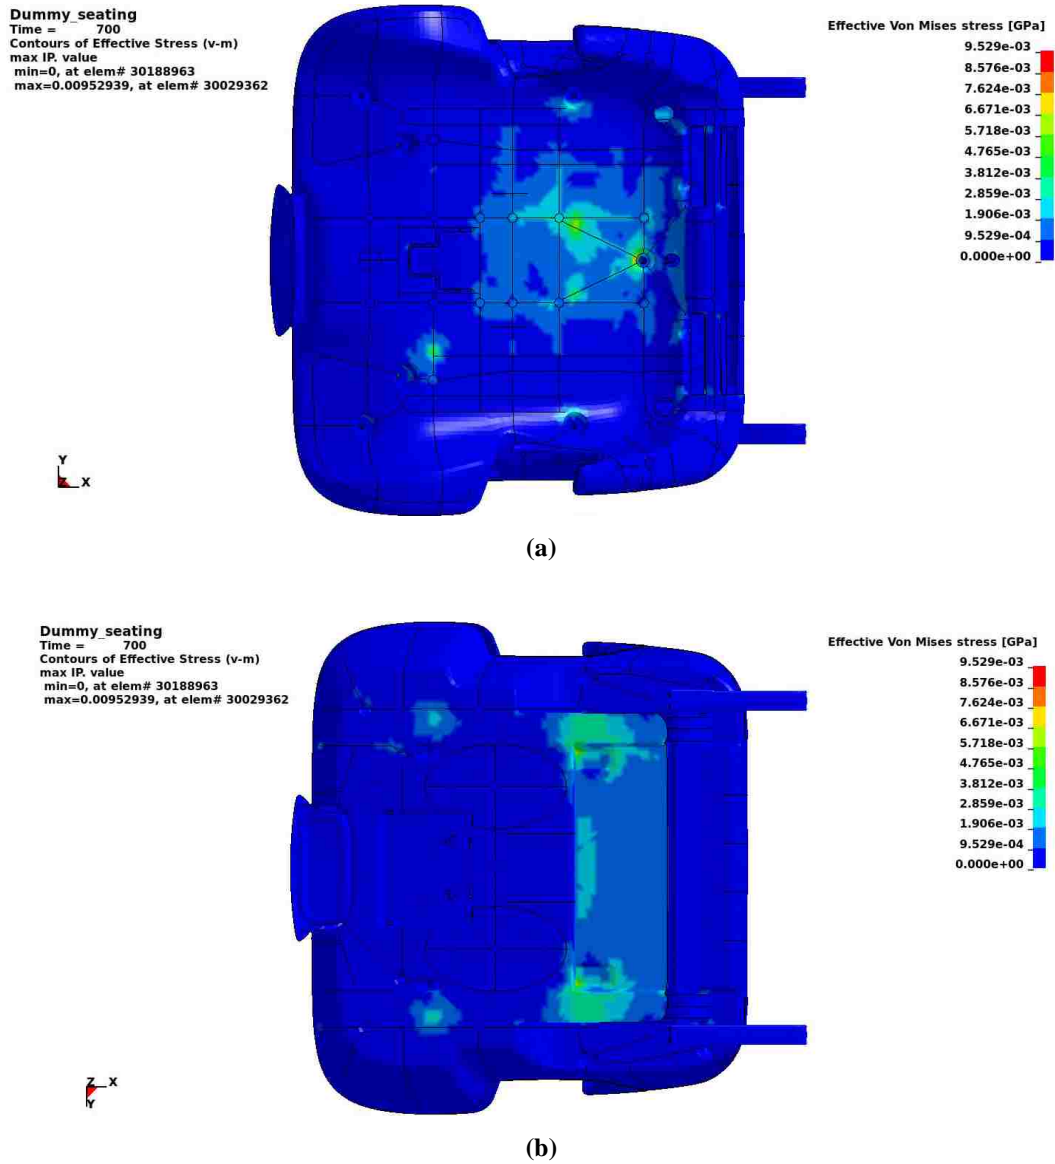 Dummy_seating
Time = 700
Contours of Effective Stress (v-m)
max IP. value
min=0, at elem# 30188963
max=0.00952939, at elem# 30029362
Effective Von Mises stress [GPa]
9.529e-03
8.576e-03
7.624e-03
6.671e-03
5.718e-03
4.765e-03
3.812e-03
2.859e-03
1.906e-03
9.529e-04
0.000e+00
Y
Z X
(a)
Dummy_seating
Time = 700
Contours of Effective Stress (v-m)
max IP. value
min=0, at elem# 30188963
max=0.00952939, at elem# 30029362
Effective Von Mises stress [GPa]
9.529e-03
8.576e-03
7.624e-03
6.671e-03
5.718e-03
4.765e-03
3.812e-03
2.859e-03
1.906e-03
9.529e-04
0.000e+00
Z X
Y
(b)